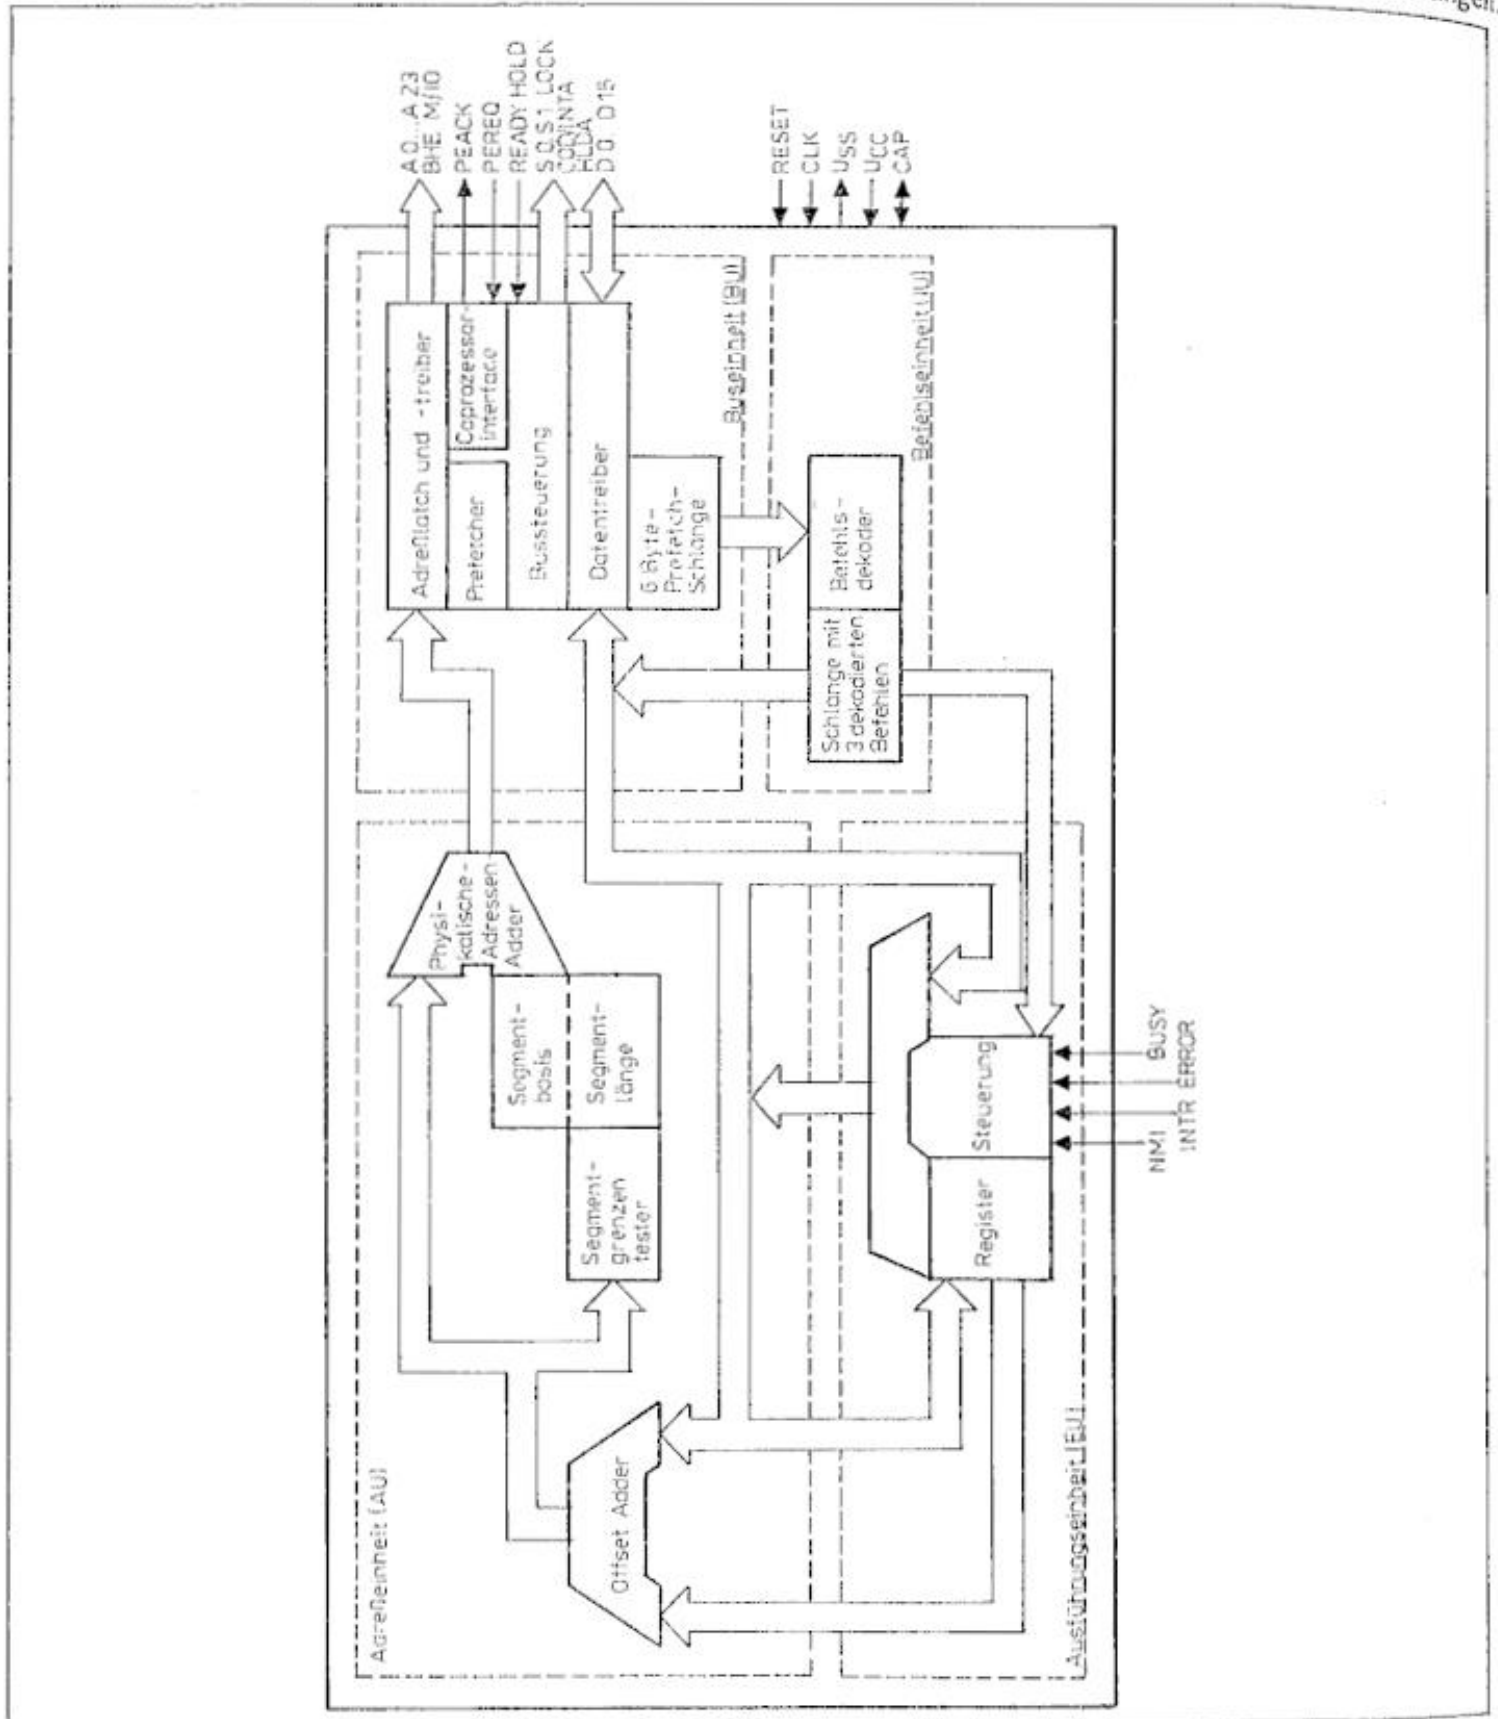 Adreßeinheit (AU)
Offset Adder
Segment-
grenzen
tester
Segment-
basis
Segment-
länge
Physi-
kalische-
Adressen
Adder
Adreßlatch und -treiber
Prefetcher
Coprozessor-
interface
Bussteuerung
Datentreiber
6 Byte-
Prefetch-
Schlange
Buseinheit (BU)
A0...A23
BHE M/IO
PEACK
PEREQ
READY HOLD
S0,S1 LOCK
COD/INTA
HLDA
D0 D15
RESET
CLK
USS
UCC
CAP
Schlange mit
3 dekodierten
Befehlen
Befehls-
dekoder
Befehlseinheit (IU)
Register
Steuerung
Ausführungseinheit (EU)
NMI BUSY
INTR ERROR